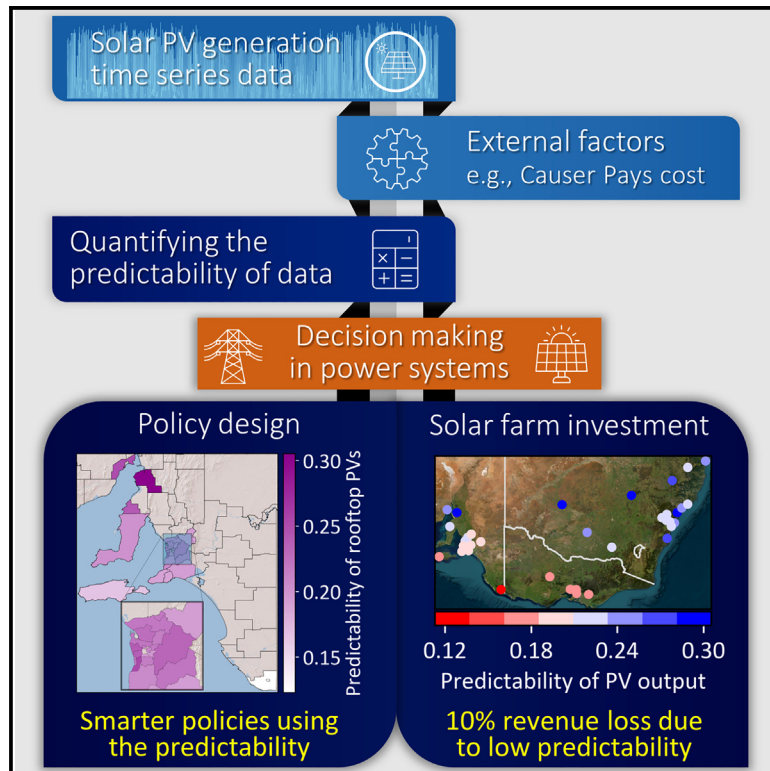 Solar PV generation
time series data
External factors
e.g., Causer Pays cost
Quantifying the
predictability of data
Decision making
in power systems
Policy design
0.30
0.25
0.20
0.15
Predictability of rooftop PVs
Smarter policies using
the predictability
Solar farm investment
0.12 0.18 0.24 0.30
Predictability of PV output
10% revenue loss due
to low predictability